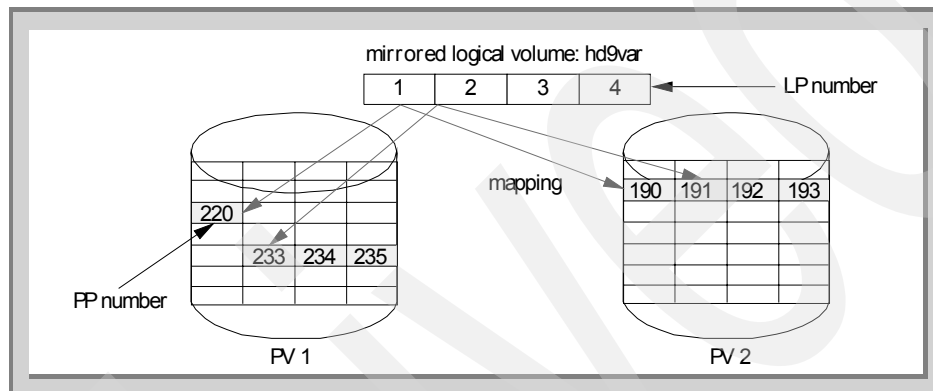 mirrored logical volume: hd9var
1 2 3 4
LP number
mapping
190 191 192 193
220
233 234 235
PP number
PV 1
PV 2